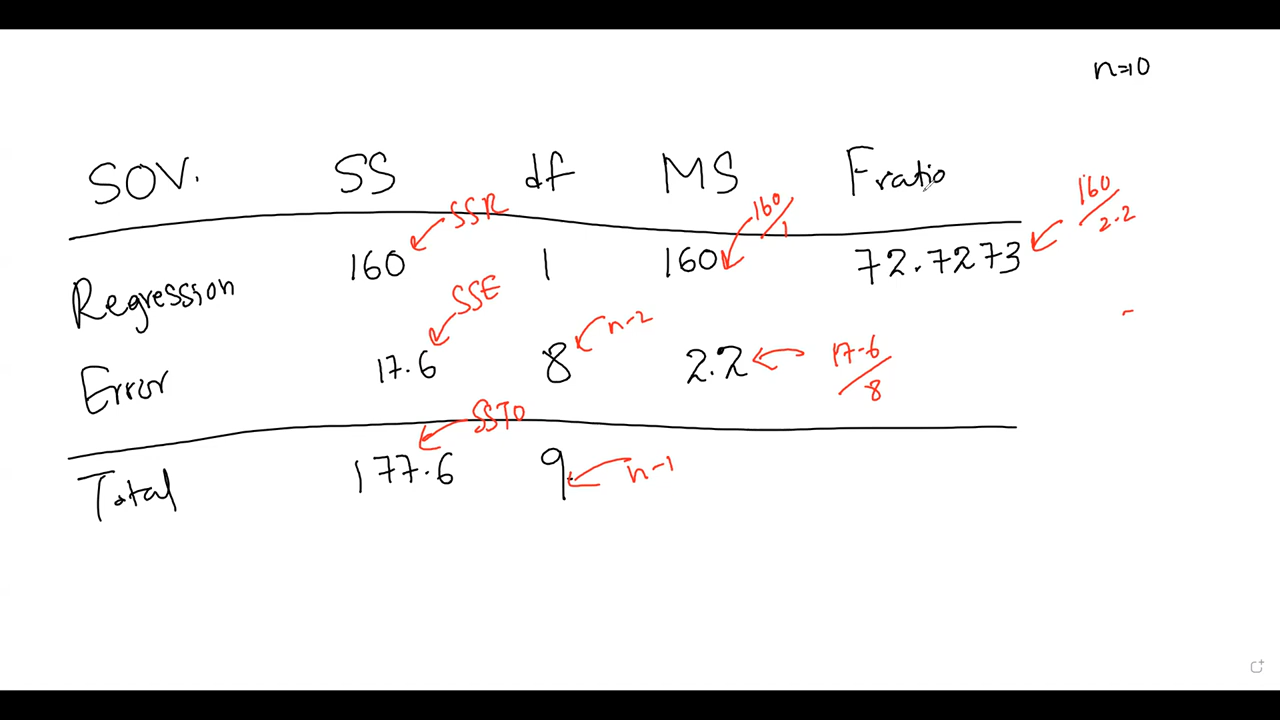 n=10
SOV. SS df MS F ratio
160/1
160/2.2
SSR
Regresssion 160 1 160 72.7273
SSE
n-2
Error 17.6 8 2.2 17.6/8
SSTO
Total 177.6 9 n-1